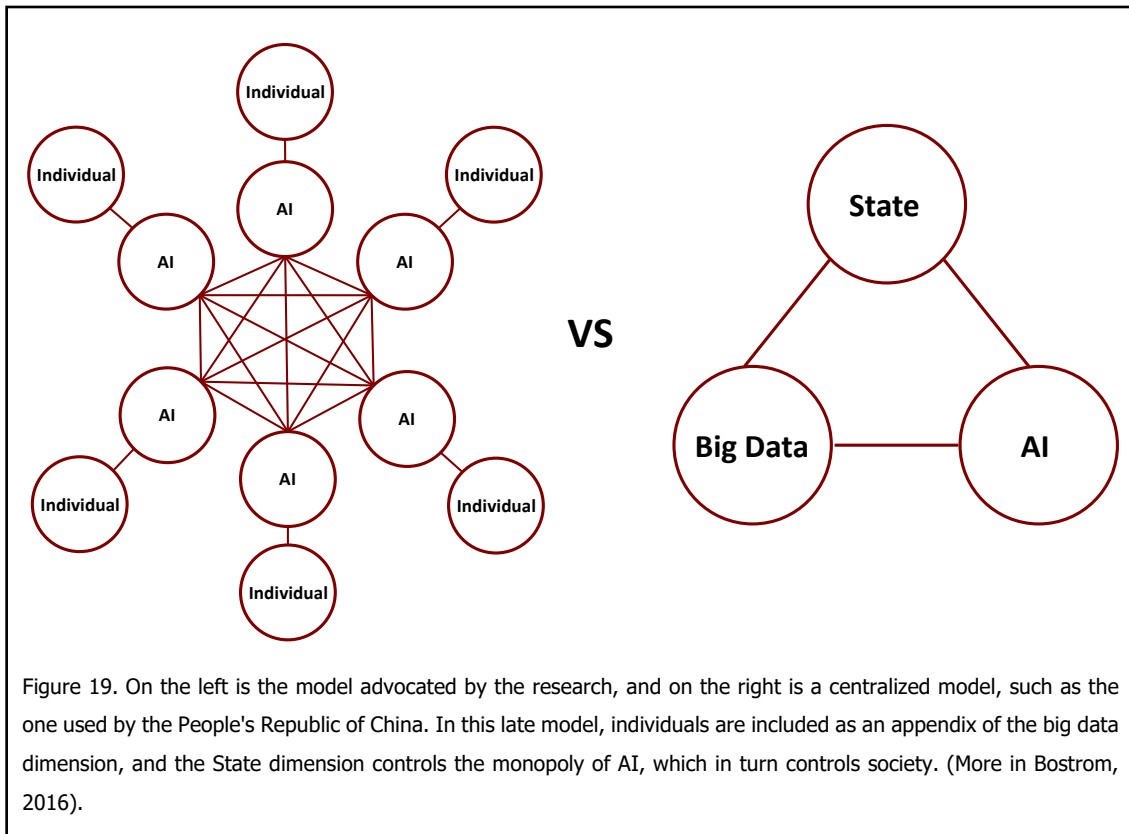 Individual
Individual
Individual
AI
AI
AI
State
VS
AI
AI
AI
Big Data
AI
Individual
Individual
Individual
Figure 19. On the left is the model advocated by the research, and on the right is a centralized model, such as the
one used by the People's Republic of China. In this late model, individuals are included as an appendix of the big data
dimension, and the State dimension controls the monopoly of AI, which in turn controls society. (More in Bostrom,
2016).